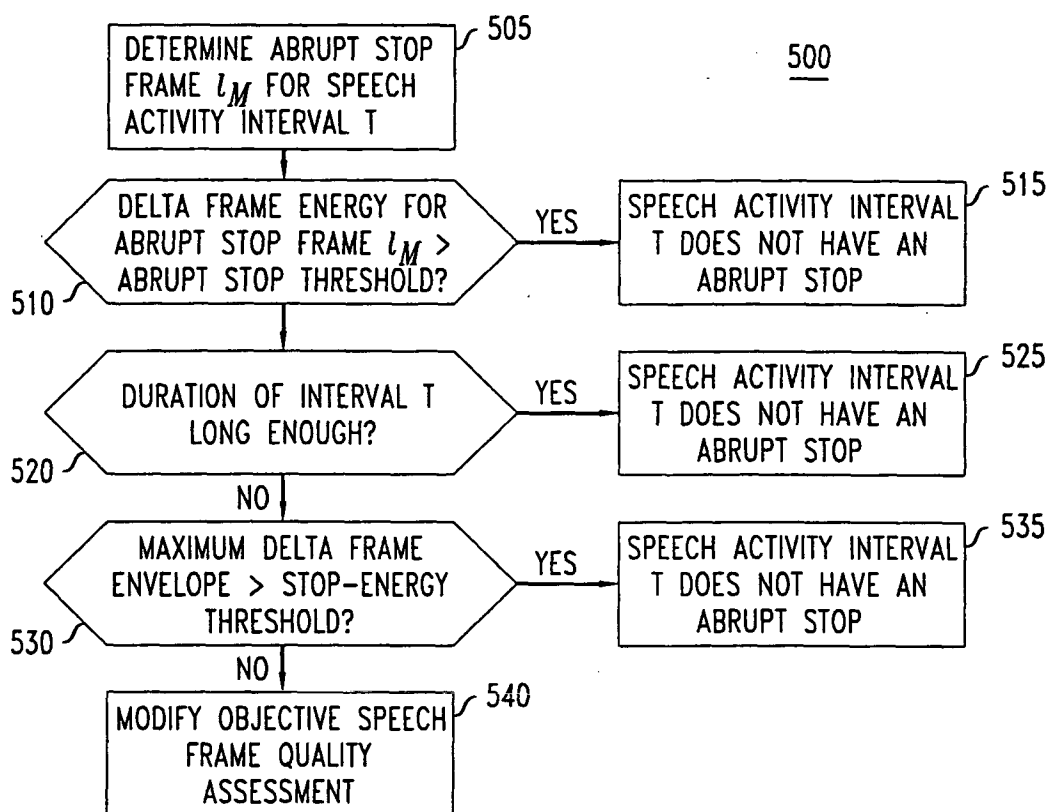 505
DETERMINE ABRUPT STOP
FRAME l_M FOR SPEECH
ACTIVITY INTERVAL T
500
DELTA FRAME ENERGY FOR
ABRUPT STOP FRAME l_M >
ABRUPT STOP THRESHOLD?
510
YES
515
SPEECH ACTIVITY INTERVAL
T DOES NOT HAVE AN
ABRUPT STOP
DURATION OF INTERVAL T
LONG ENOUGH?
520
YES
525
SPEECH ACTIVITY INTERVAL
T DOES NOT HAVE AN
ABRUPT STOP
NO
MAXIMUM DELTA FRAME
ENVELOPE > STOP-ENERGY
THRESHOLD?
530
YES
535
SPEECH ACTIVITY INTERVAL
T DOES NOT HAVE AN
ABRUPT STOP
NO
540
MODIFY OBJECTIVE SPEECH
FRAME QUALITY
ASSESSMENT